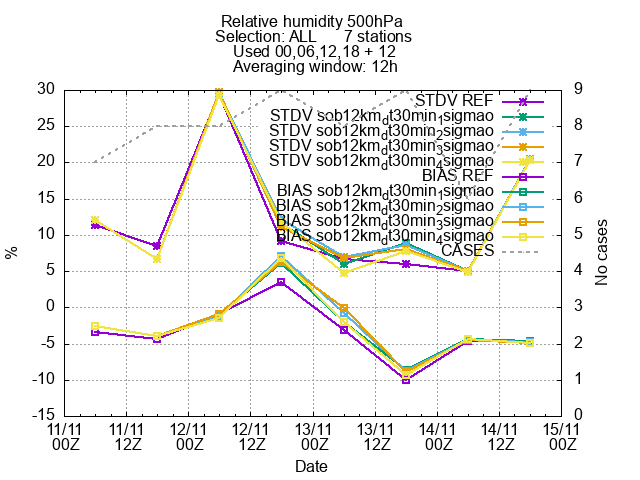 Relative humidity 500hPa
Selection: ALL 7 stations
Used 00,06,12,18 + 12
Averaging window: 12h
STDV REF
STDV sob12km_dt30min_1sigmao
STDV sob12km_dt30min_2sigmao
STDV sob12km_dt30min_3sigmao
STDV sob12km_dt30min_4sigmao
BIAS REF
BIAS sob12km_dt30min_1sigmao
BIAS sob12km_dt30min_2sigmao
BIAS sob12km_dt30min_3sigmao
BIAS sob12km_dt30min_4sigmao
CASES
30
25
20
15
10
5
0
-5
-10
-15
%
9
8
7
6
5
4
3
2
1
0
No cases
11/11 11/11 12/11 12/11 13/11 13/11 14/11 14/11 15/11
00Z 12Z 00Z 12Z 00Z 12Z 00Z 12Z 00Z
Date